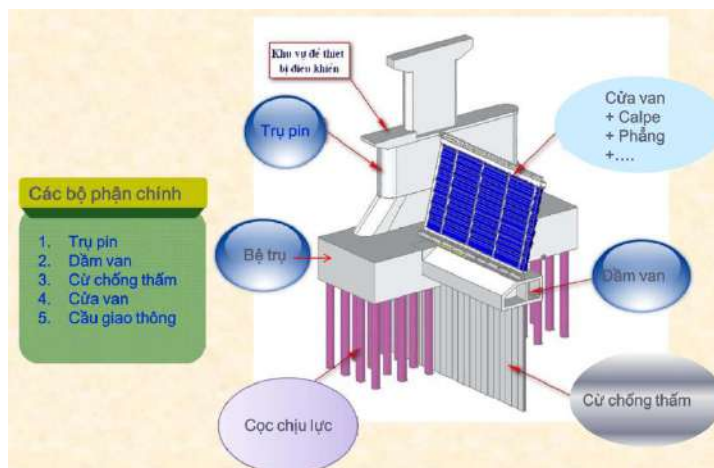 Khu vụ để thiết
bị điều khiển
Trụ pin
Cửa van
+ Calpe
+ Phẳng
+....
Các bộ phận chính
1. Trụ pin
2. Dầm van
3. Cừ chống thấm
4. Cửa van
5. Cầu giao thông
Bệ trụ
Dầm van
Cọc chịu lực
Cừ chống thấm